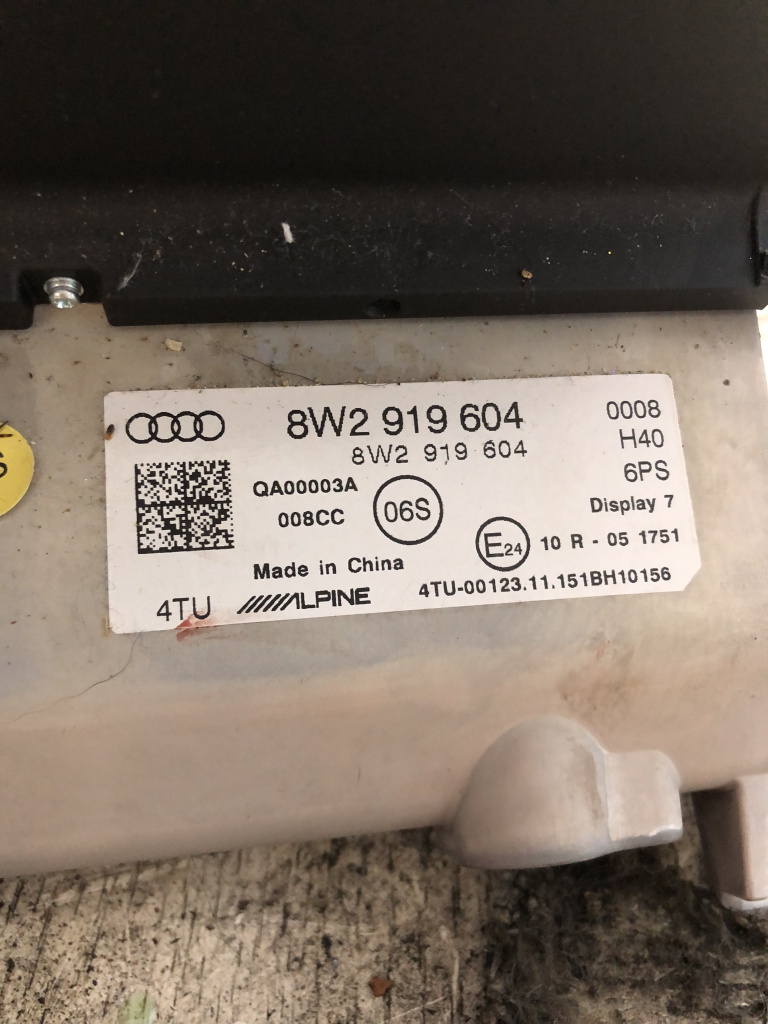 8W2 919 604
8W2 919 604
0008
H40
6PS
Display 7
QA00003A
008CC
06S
E24 10 R - 05 1751
Made in China
4TU ALPINE 4TU-00123.11.151BH10156
S